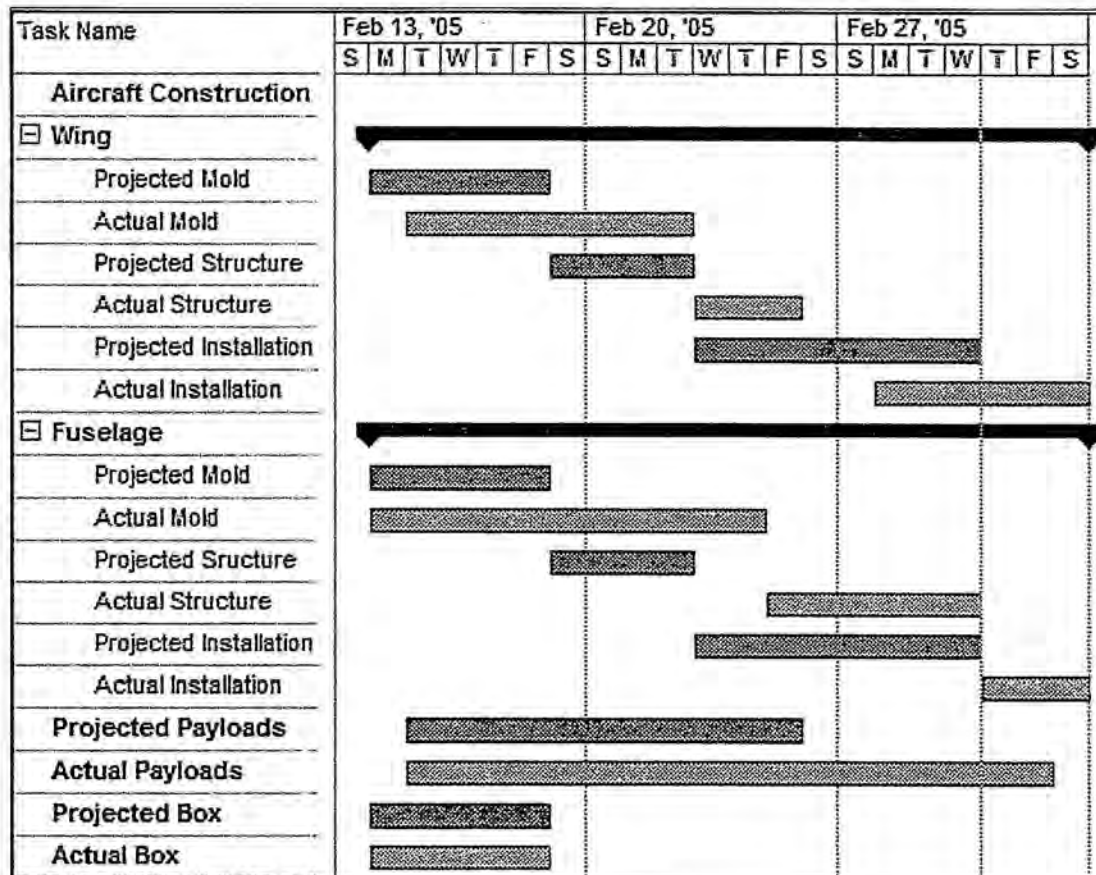 Task Name Feb 13, '05 Feb 20, '05 Feb 27, '05
S M T W T F S S M T W T F S S M T W T F S
Aircraft Construction
Wing
Projected Mold
Actual Mold
Projected Structure
Actual Structure
Projected Installation
Actual Installation
Fuselage
Projected Mold
Actual Mold
Projected Sructure
Actual Structure
Projected Installation
Actual Installation
Projected Payloads
Actual Payloads
Projected Box
Actual Box